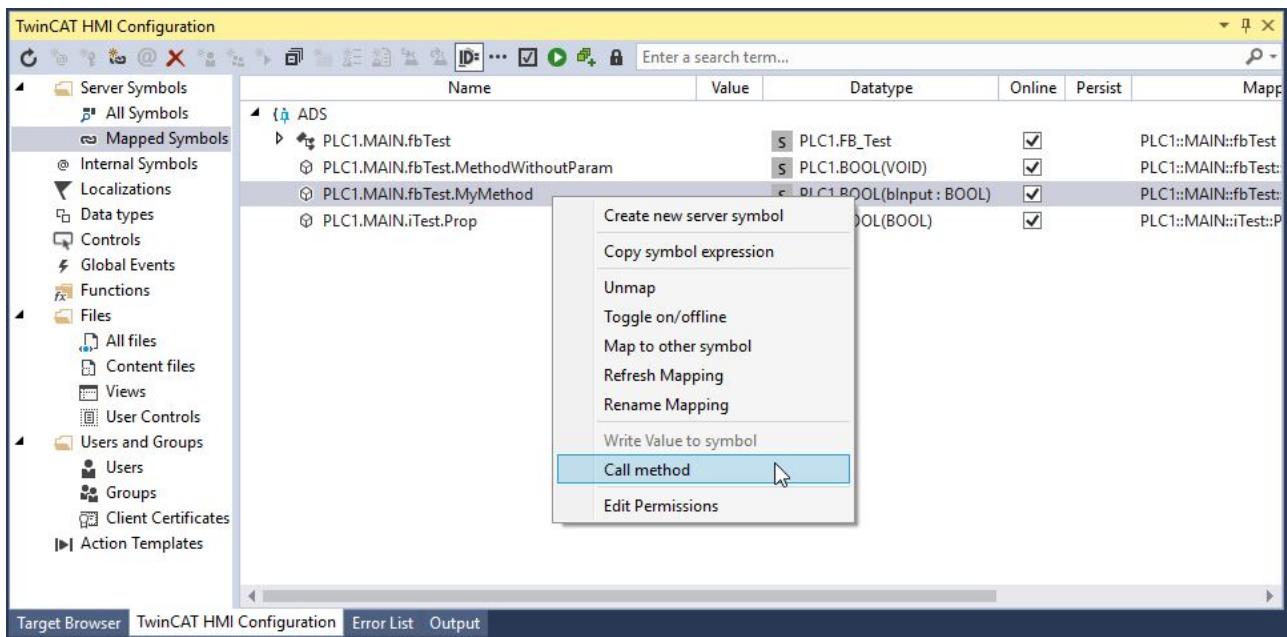 TwinCAT HMI Configuration
ID: Enter a search term...
Server Symbols
All Symbols
Mapped Symbols
@ Internal Symbols
Localizations
Data types
Controls
Global Events
fx Functions
Files
All files
Content files
Views
User Controls
Users and Groups
Users
Groups
Client Certificates
Action Templates
Name Value Datatype Online Persist Mapp
ADS
PLC1.MAIN.fbTest S PLC1.FB_Test PLC1::MAIN::fbTest
PLC1.MAIN.fbTest.MethodWithoutParam S PLC1.BOOL(VOID) PLC1::MAIN::fbTest:
PLC1.MAIN.fbTest.MyMethod S PLC1.BOOL(bInput : BOOL) PLC1::MAIN::fbTest:
PLC1.MAIN.iTest.Prop OOL(BOOL) PLC1::MAIN::iTest::P
Create new server symbol
Copy symbol expression
Unmap
Toggle on/offline
Map to other symbol
Refresh Mapping
Rename Mapping
Write Value to symbol
Call method
Edit Permissions
Target Browser TwinCAT HMI Configuration Error List Output